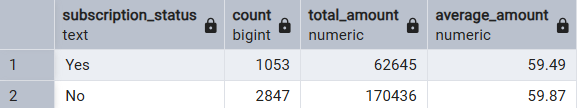 subscription_status count total_amount average_amount
text bigint numeric numeric
1 Yes 1053 62645 59.49
2 No 2847 170436 59.87